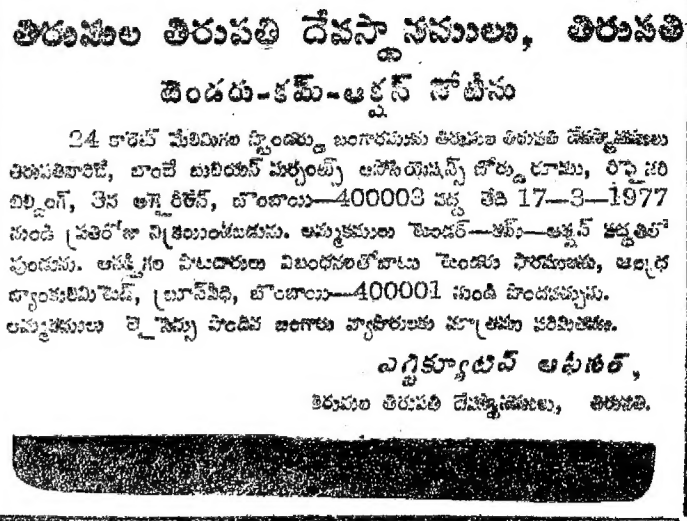 తిరుమల తిరుపతి దేవస్థానములు, తిరుపతి
టెండరు-కమ్-ఆక్షన్ నోటీసు
24 కారెట్ మేలిమిగల స్టాండర్డు బంగారమును తిరుమల తిరుపతి దేవస్థానములు
తిరుపతివారిచే, బాంబే బులియన్ మర్చంట్స్ అసోసియేషన్స్ బోర్డు రూము, రిఫైనరీ
బిల్డింగ్, 3వ అగ్యైరీలేన్, బొంబాయి—400003 వద్ద తేది 17—3—1977
నుండి ప్రతిరోజూ విక్రయించబడును. అమ్మకములు టెండర్—కమ్—ఆక్షన్ పద్ధతిలో
వుండును. ఆసక్తిగల పాటదారులు నిబంధనలతోబాటు టెండరు ఫారములను, ఆంధ్ర
బ్యాంకులిమిటెడ్, బ్రూస్‌వీధి, బొంబాయి—400001 నుండి పొందవచ్చును.
అమ్మకములు లైసెన్సు పొందిన బంగారు వ్యాపారులకు మాత్రమే పరిమితము.
ఎగ్జిక్యూటివ్ ఆఫీసర్,
తిరుమల తిరుపతి దేవస్థానములు, తిరుపతి.